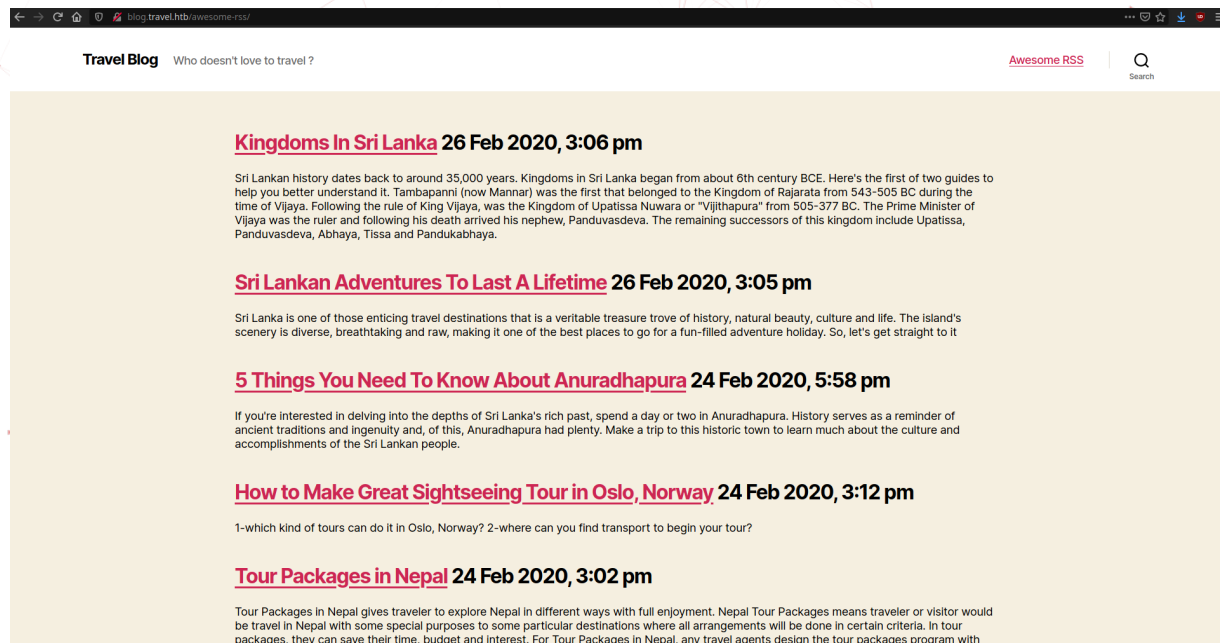 blog.travel.htb/awesome-rss/
Travel Blog Who doesn't love to travel ? Awesome RSS
Search
Kingdoms In Sri Lanka 26 Feb 2020, 3:06 pm
Sri Lankan history dates back to around 35,000 years. Kingdoms in Sri Lanka began from about 6th century BCE. Here's the first of two guides to
help you better understand it. Tambapanni (now Mannar) was the first that belonged to the Kingdom of Rajarata from 543-505 BC during the
time of Vijaya. Following the rule of King Vijaya, was the Kingdom of Upatissa Nuwara or "Vijithapura" from 505-377 BC. The Prime Minister of
Vijaya was the ruler and following his death arrived his nephew, Panduvasdeva. The remaining successors of this kingdom include Upatissa,
Panduvasdeva, Abhaya, Tissa and Pandukabhaya.
Sri Lankan Adventures To Last A Lifetime 26 Feb 2020, 3:05 pm
Sri Lanka is one of those enticing travel destinations that is a veritable treasure trove of history, natural beauty, culture and life. The island's
scenery is diverse, breathtaking and raw, making it one of the best places to go for a fun-filled adventure holiday. So, let's get straight to it
5 Things You Need To Know About Anuradhapura 24 Feb 2020, 5:58 pm
If you're interested in delving into the depths of Sri Lanka's rich past, spend a day or two in Anuradhapura. History serves as a reminder of
ancient traditions and ingenuity and, of this, Anuradhapura had plenty. Make a trip to this historic town to learn much about the culture and
accomplishments of the Sri Lankan people.
How to Make Great Sightseeing Tour in Oslo, Norway 24 Feb 2020, 3:12 pm
1-which kind of tours can do it in Oslo, Norway? 2-where can you find transport to begin your tour?
Tour Packages in Nepal 24 Feb 2020, 3:02 pm
Tour Packages in Nepal gives traveler to explore Nepal in different ways with full enjoyment. Nepal Tour Packages means traveler or visitor would
be travel in Nepal with some special purposes to some particular destinations where all arrangements will be done in certain criteria. In tour
packages, they can save their time, budget and interest. For Tour Packages in Nepal, any travel agents design the tour packages program with